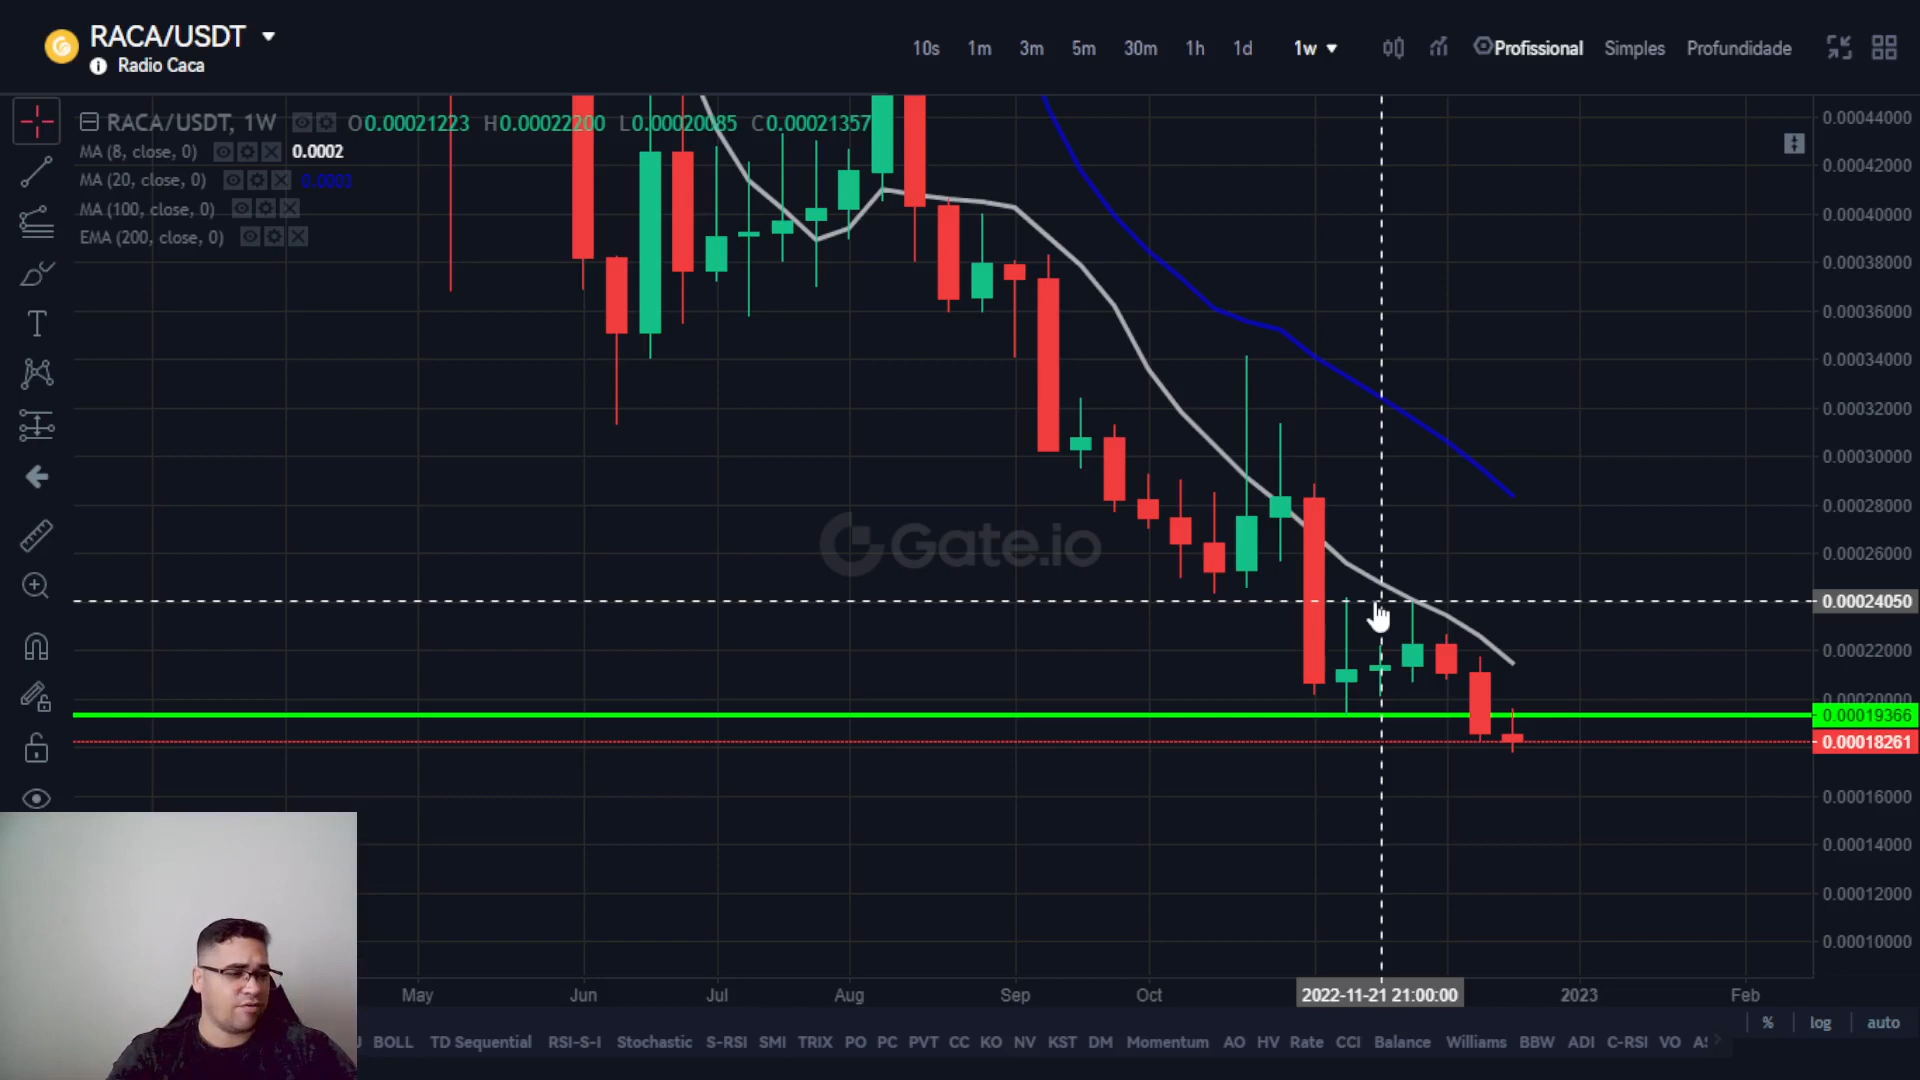 RACA/USDT
Radio Caca
10s 1m 3m 5m 30m 1h 1d 1w Profissional Simples Profundidade
RACA/USDT, 1W O0.00021223 H0.00022200 L0.00020085 C0.00021357
MA (8, close, 0) 0.0002
MA (20, close, 0) 0.0003
MA (100, close, 0)
EMA (200, close, 0)
0.00044000
0.00042000
0.00040000
0.00038000
0.00036000
0.00034000
0.00032000
0.00030000
0.00028000
0.00026000
0.00024050
0.00022000
0.00020000
0.00019366
0.00018261
0.00016000
0.00014000
0.00012000
0.00010000
Gate.io
May Jun Jul Aug Sep Oct 2022-11-21 21:00:00 2023 Feb
% log auto
BOLL TD Sequential RSI-S-I Stochastic S-RSI SMI TRIX PO PC PVT CC KO NV KST DM Momentum AO HV Rate CCI Balance Williams BBW ADI C-RSI VO